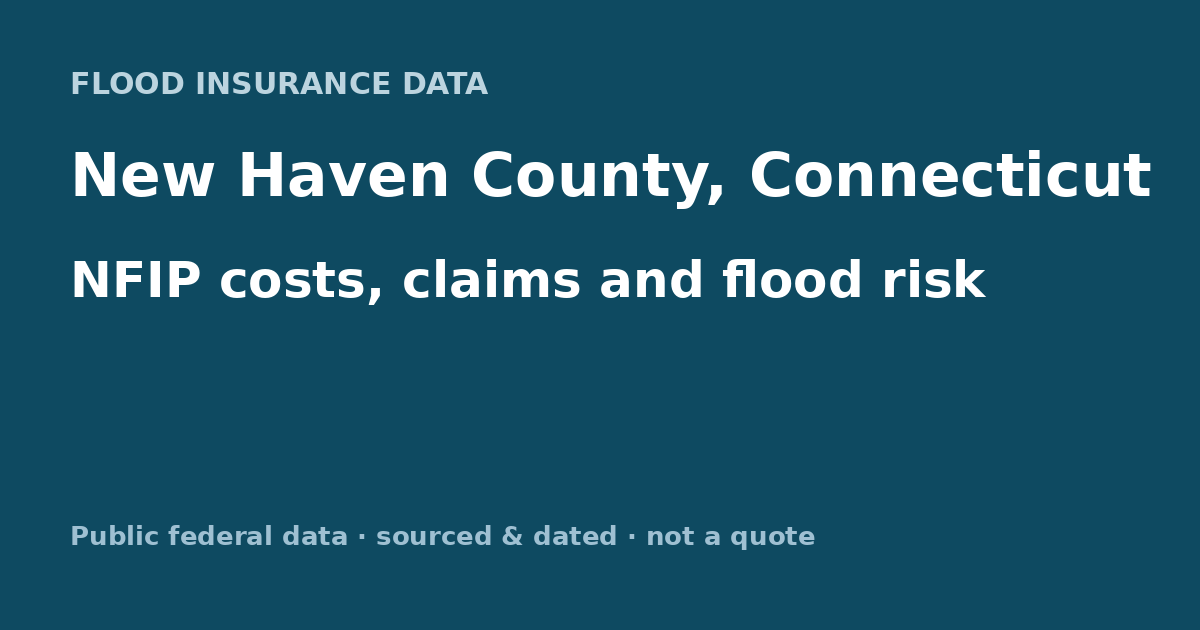 FLOOD INSURANCE DATA
New Haven County, Connecticut
NFIP costs, claims and flood risk
Public federal data · sourced & dated · not a quote